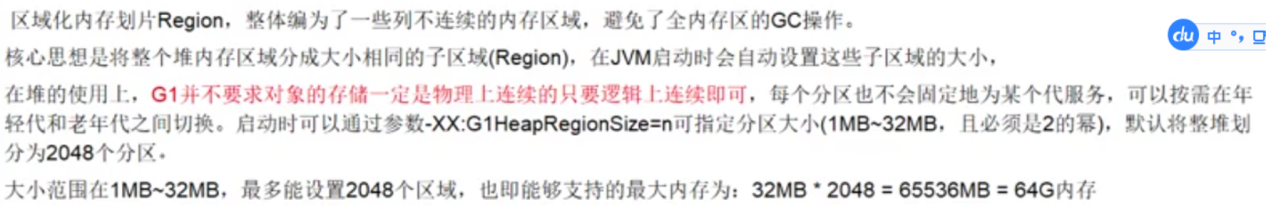 区域化内存划片Region，整体编为了一些列不连续的内存区域，避免了全内存区的GC操作。
du 中 °，
核心思想是将整个堆内存区域分成大小相同的子区域(Region)，在JVM启动时会自动设置这些子区域的大小，
在堆的使用上，G1并不要求对象的存储一定是物理上连续的只要逻辑上连续即可，每个分区也不会固定地为某个代服务，可以按需在年
轻代和老年代之间切换。启动时可以通过参数-XX:G1HeapRegionSize=n可指定分区大小(1MB~32MB，且必须是2的幂)，默认将整堆划
分为2048个分区。
大小范围在1MB~32MB，最多能设置2048个区域，也即能够支持的最大内存为：32MB * 2048 = 65536MB = 64G内存